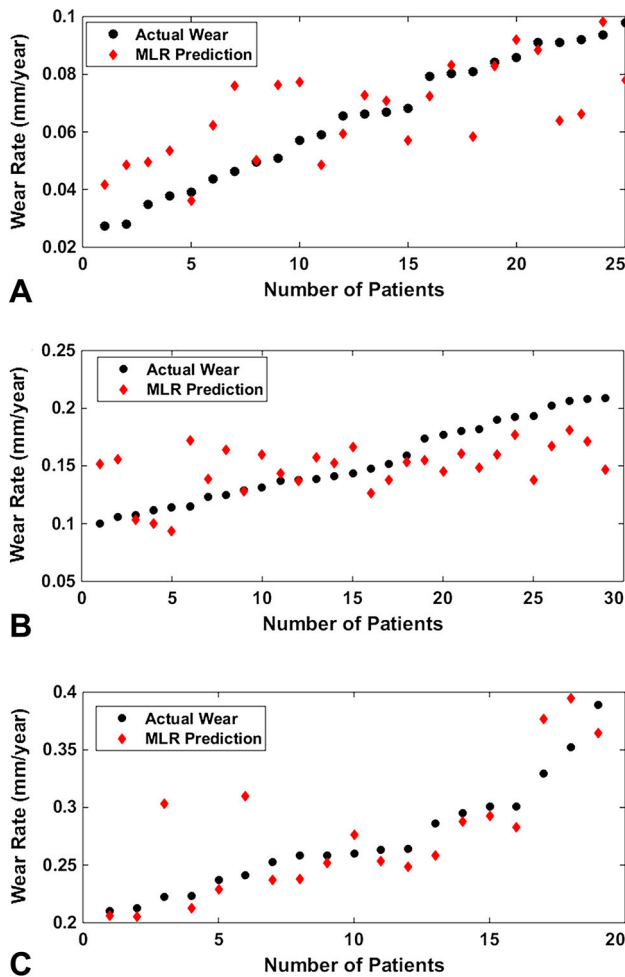 0.1
Actual Wear
MLR Prediction
0.08
0.06
0.04
0.02
Wear Rate (mm/year)
0 5 10 15 20 25
Number of Patients
A
0.25
Actual Wear
MLR Prediction
0.2
0.15
0.1
0.05
Wear Rate (mm/year)
0 5 10 15 20 25 30
Number of Patients
B
0.4
Actual Wear
MLR Prediction
0.35
0.3
0.25
0.2
Wear Rate (mm/year)
0 5 10 15 20
Number of Patients
C